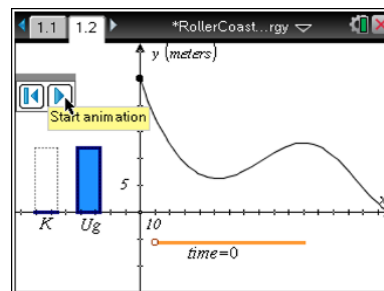 1.1 1.2 *RollerCoast...rgy
y (meters)
Start animation
5
x
K Ug 10
time=0